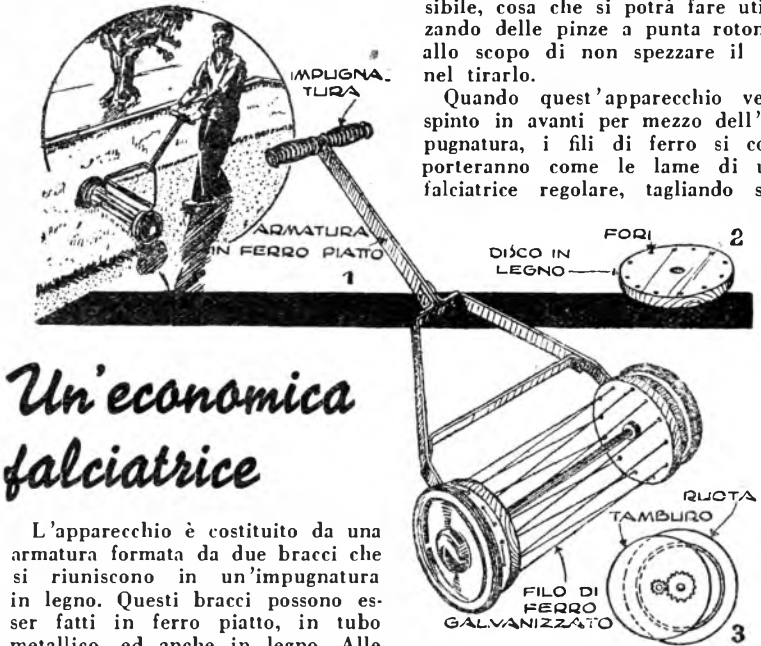 IMPUGNA-
TURA
ARMATURA
IN FERRO PIATTO
1
Un'economica
falciatrice
L'apparecchio è costituito da una
armatura formata da due bracci che
si riuniscono in un'impugnatura
in legno. Questi bracci possono es-
ser fatti in ferro piatto, in tubo
metallico, ed anche in legno. Alle
sibile, cosa che si potrà fare uti
zando delle pinze a punta roton
allo scopo di non spezzare il
nel tirarlo.
Quando quest'apparecchio ve
spinto in avanti per mezzo dell'
pugnatura, i fili di ferro si co
porteranno come le lame di u
falciatrice regolare, tagliando s
FORI
2
DISCO IN
LEGNO
RUOTA
TAMBURO
FILO DI
FERRO
GALVANIZZATO
3